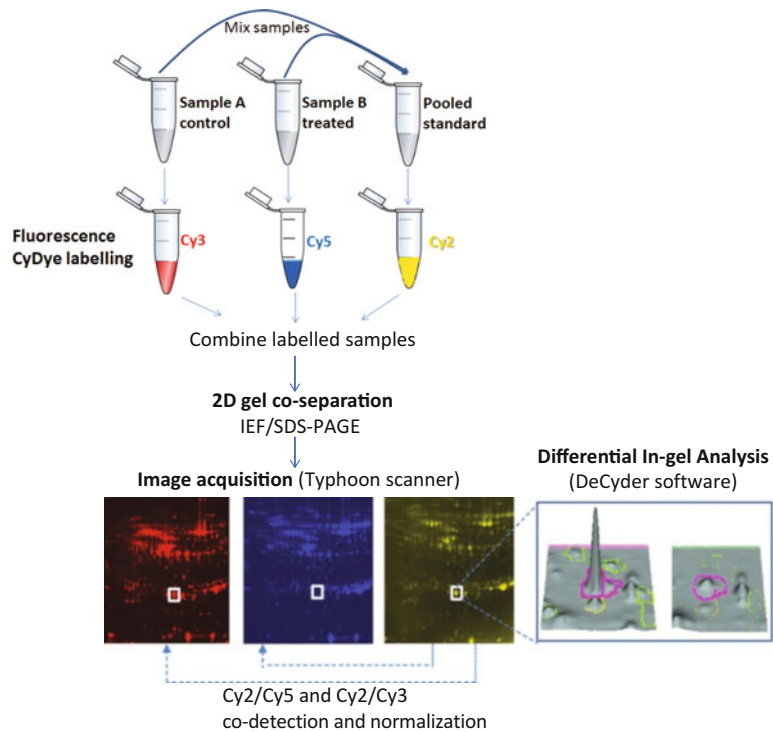 Mix samples
Sample A
control
Sample B
treated
Pooled
standard
Fluorescence
CyDye labelling
Cy3
Cy5
Cy2
Combine labelled samples
2D gel co-separation
IEF/SDS-PAGE
Image acquisition (Typhoon scanner)
Differential In-gel Analysis
(DeCyder software)
Cy2/Cy5 and Cy2/Cy3
co-detection and normalization